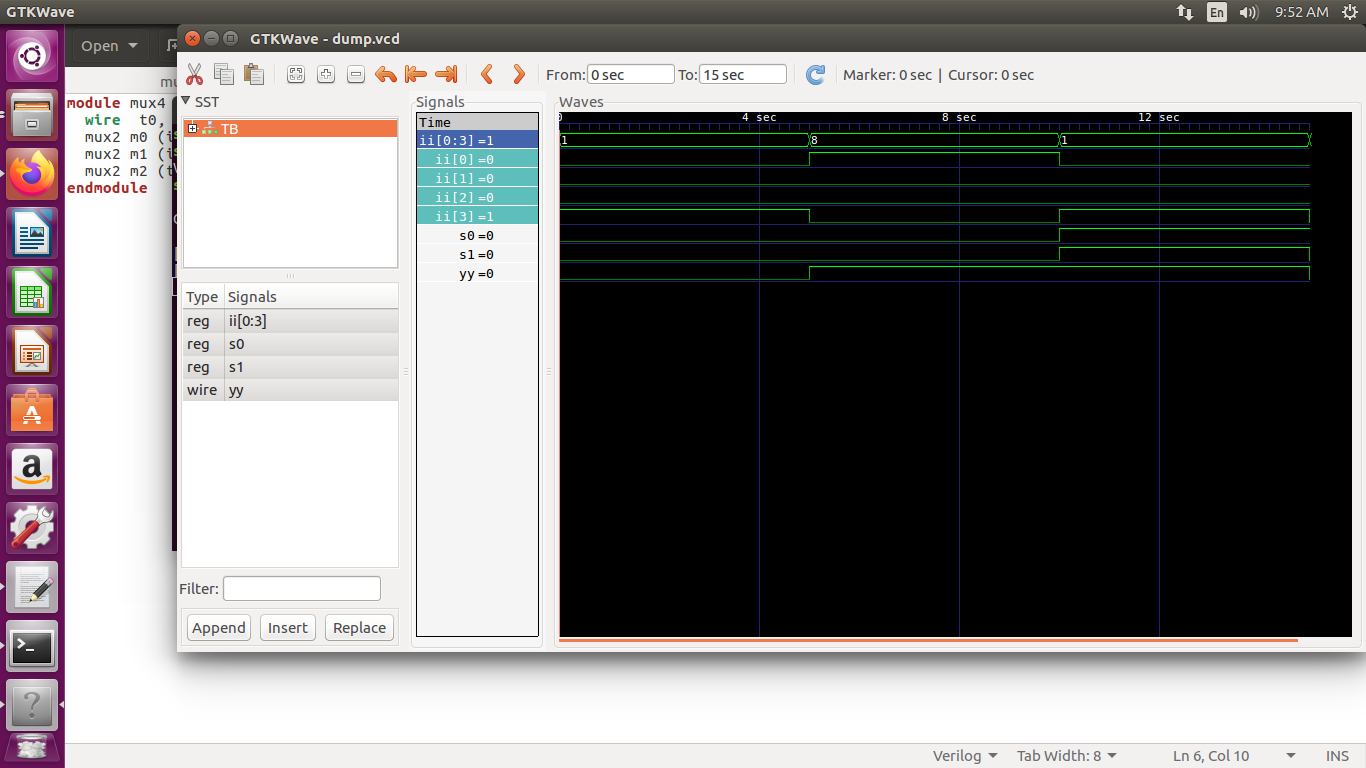 GTKWave
En
9:52 AM
Open
GTKWave - dump.vcd
From: 0 sec To: 15 sec Marker: 0 sec | Cursor: 0 sec
mu
module mux4
wire t0,
mux2 m0 (i
mux2 m1 (i
mux2 m2 (t
endmodule
SST
TB
Type Signals
reg ii[0:3]
reg s0
reg s1
wire yy
Filter:
Append Insert Replace
Signals
Time
ii[0:3]=1
ii[0]=0
ii[1]=0
ii[2]=0
ii[3]=1
s0=0
s1=0
yy=0
Waves
0 4 sec 8 sec 12 sec
1 8 1
Verilog Tab Width: 8 Ln 6, Col 10 INS